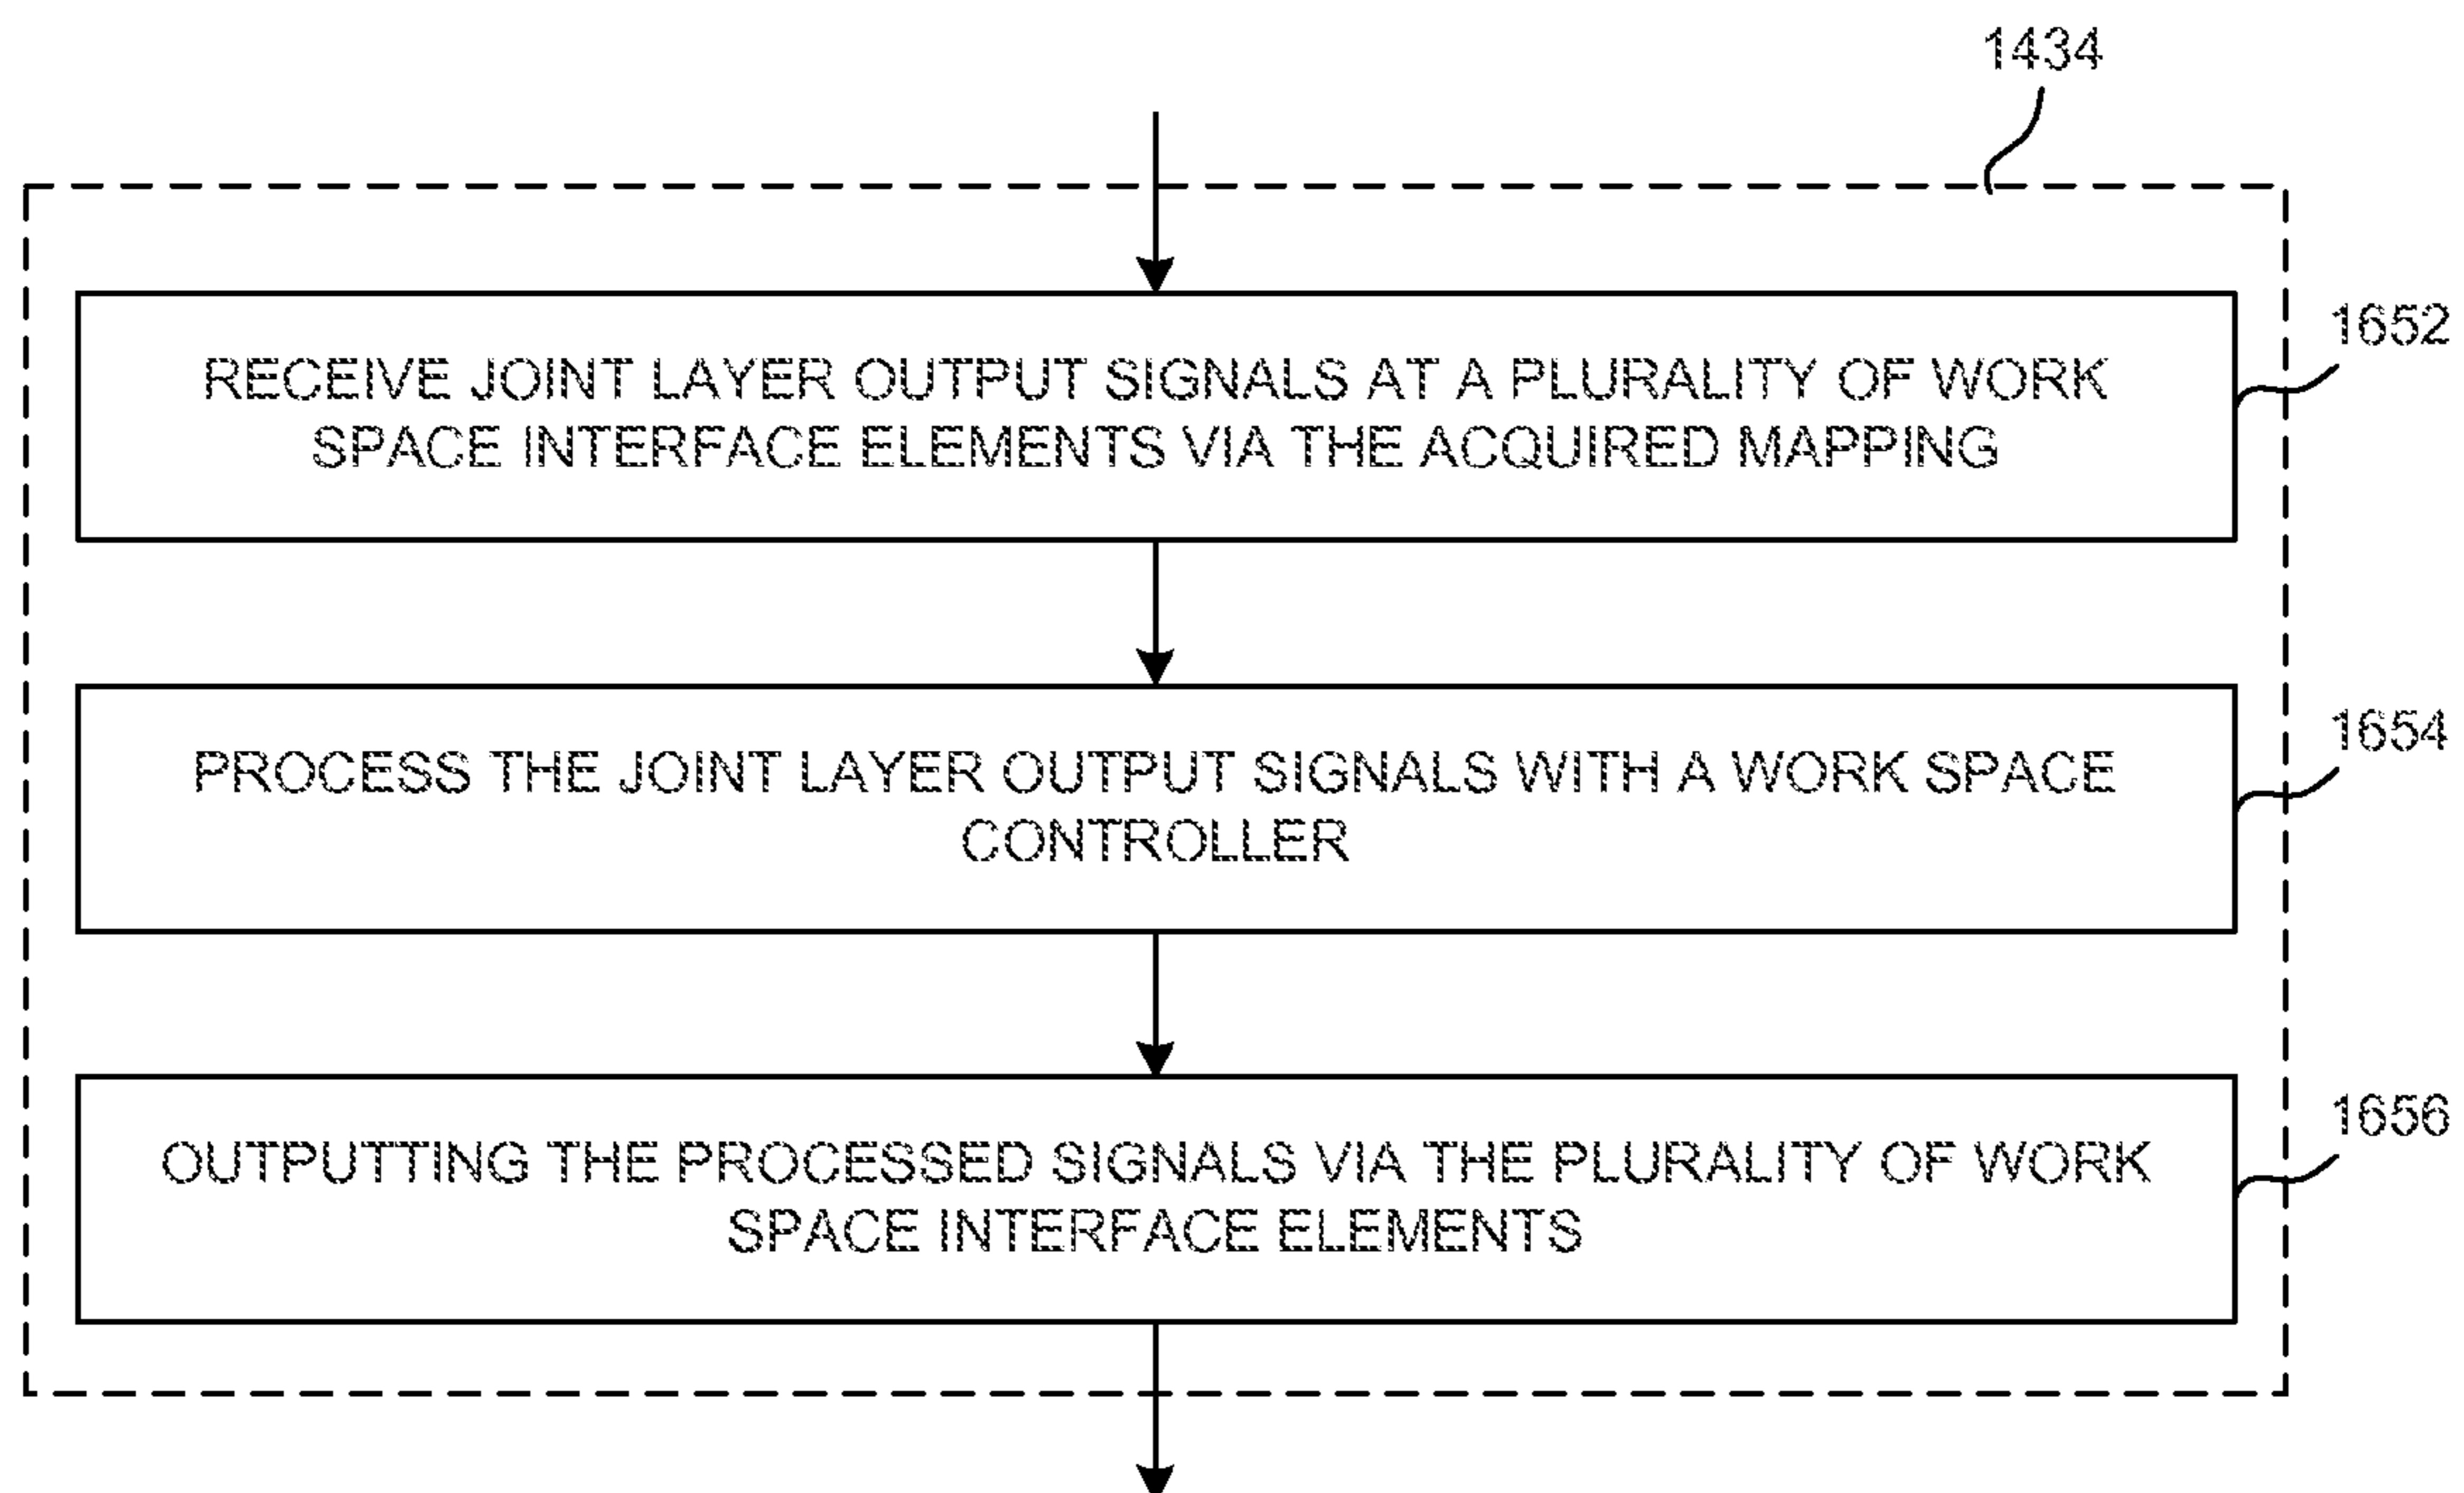 1434
RECEIVE JOINT LAYER OUTPUT SIGNALS AT A PLURALITY OF WORK
SPACE INTERFACE ELEMENTS VIA THE ACQUIRED MAPPING
1652
PROCESS THE JOINT LAYER OUTPUT SIGNALS WITH A WORK SPACE
CONTROLLER
1654
OUTPUTTING THE PROCESSED SIGNALS VIA THE PLURALITY OF WORK
SPACE INTERFACE ELEMENTS
1656